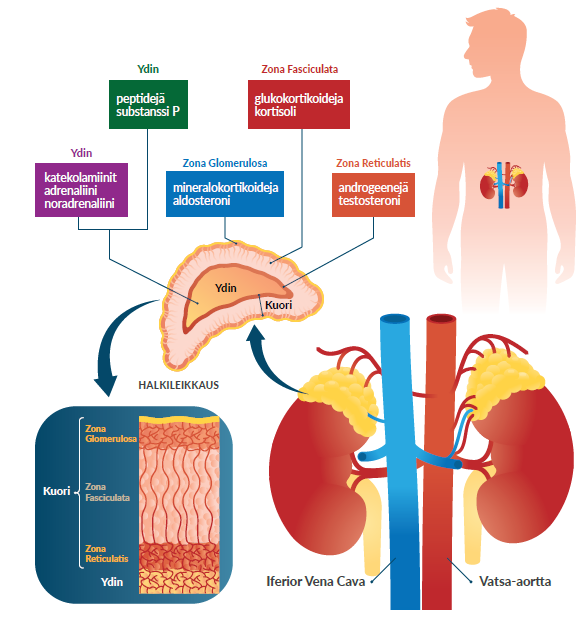 Ydin
peptidejä
substanssi P
Zona Fasciculata
glukokortikoideja
kortisoli
Ydin
katekolamiinit
adrenaliini
noradrenaliini
Zona Glomerulosa
mineralokortikoideja
aldosteroni
Zona Reticulatis
androgeenejä
testosteroni
Ydin
Kuori
HALKILEIKKAUS
Zona
Glomerulosa
Kuori
Zona
Fasciculata
Zona
Reticulatis
Ydin
Iferior Vena Cava
Vatsa-aortta